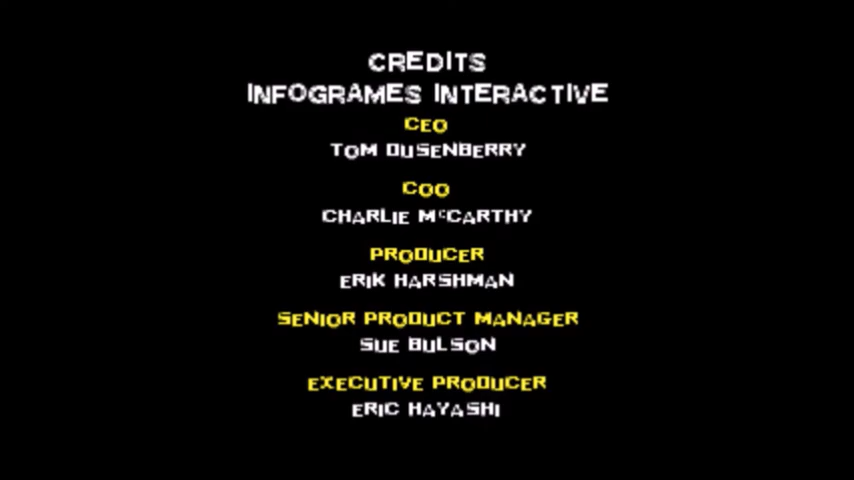 CREDITS
INFOGRAMES INTERACTIVE
CEO
TOM DUSENBERRY
COO
CHARLIE McCARTHY
PRODUCER
ERIK HARSHMAN
SENIOR PRODUCT MANAGER
SUE BULSON
EXECUTIVE PRODUCER
ERIC HAYASHI